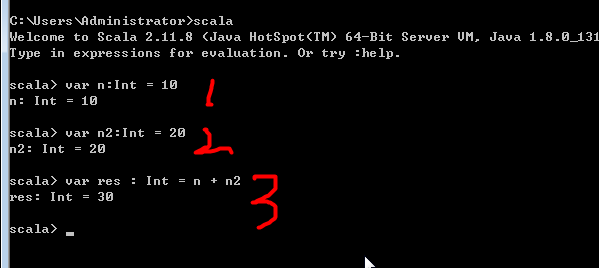 C:\Users\Administrator>scala
Welcome to Scala 2.11.8 (Java HotSpot(TM) 64-Bit Server VM, Java 1.8.0_131
Type in expressions for evaluation. Or try :help.
scala> var n:Int = 10
n: Int = 10
1
scala> var n2:Int = 20
n2: Int = 20
2
scala> var res : Int = n + n2
res: Int = 30
3
scala> _